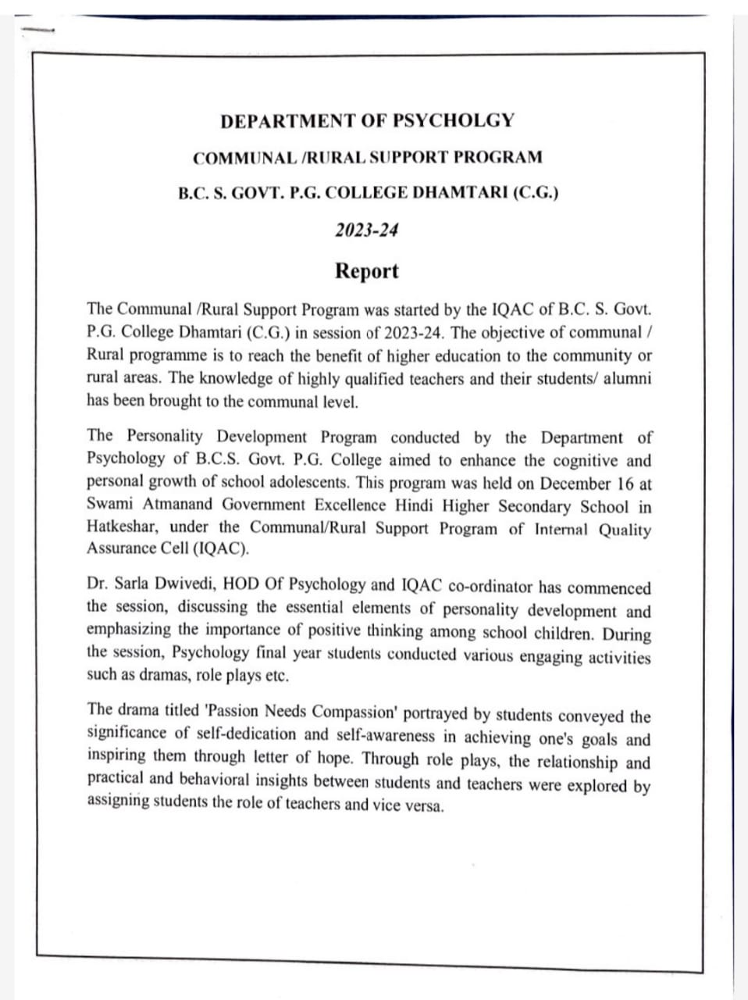 DEPARTMENT OF PSYCHOLGY
COMMUNAL /RURAL SUPPORT PROGRAM
B.C. S. GOVT. P.G. COLLEGE DHAMTARI (C.G.)
2023-24
Report
The Communal /Rural Support Program was started by the IQAC of B.C. S. Govt.
P.G. College Dhamtari (C.G.) in session of 2023-24. The objective of communal /
Rural programme is to reach the benefit of higher education to the community or
rural areas. The knowledge of highly qualified teachers and their students/ alumni
has been brought to the communal level.
The Personality Development Program conducted by the Department of
Psychology of B.C.S. Govt. P.G. College aimed to enhance the cognitive and
personal growth of school adolescents. This program was held on December 16 at
Swami Atmanand Government Excellence Hindi Higher Secondary School in
Hatkeshar, under the Communal/Rural Support Program of Internal Quality
Assurance Cell (IQAC).
Dr. Sarla Dwivedi, HOD Of Psychology and IQAC co-ordinator has commenced
the session, discussing the essential elements of personality development and
emphasizing the importance of positive thinking among school children. During
the session, Psychology final year students conducted various engaging activities
such as dramas, role plays etc.
The drama titled 'Passion Needs Compassion' portrayed by students conveyed the
significance of self-dedication and self-awareness in achieving one's goals and
inspiring them through letter of hope. Through role plays, the relationship and
practical and behavioral insights between students and teachers were explored by
assigning students the role of teachers and vice versa.